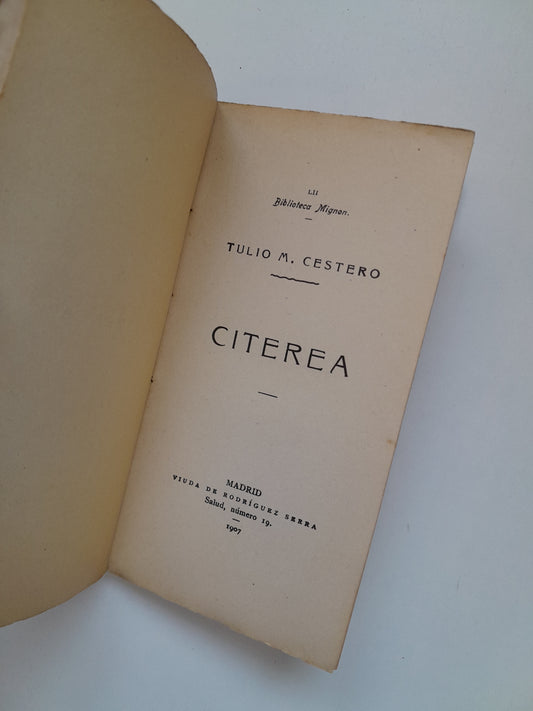 LII
Biblioteca Mignon.
TULIO M. CESTERO
CITEREA
MADRID
VIUDA DE RODRÍGUEZ SERRA
Salud, número 19.
1907